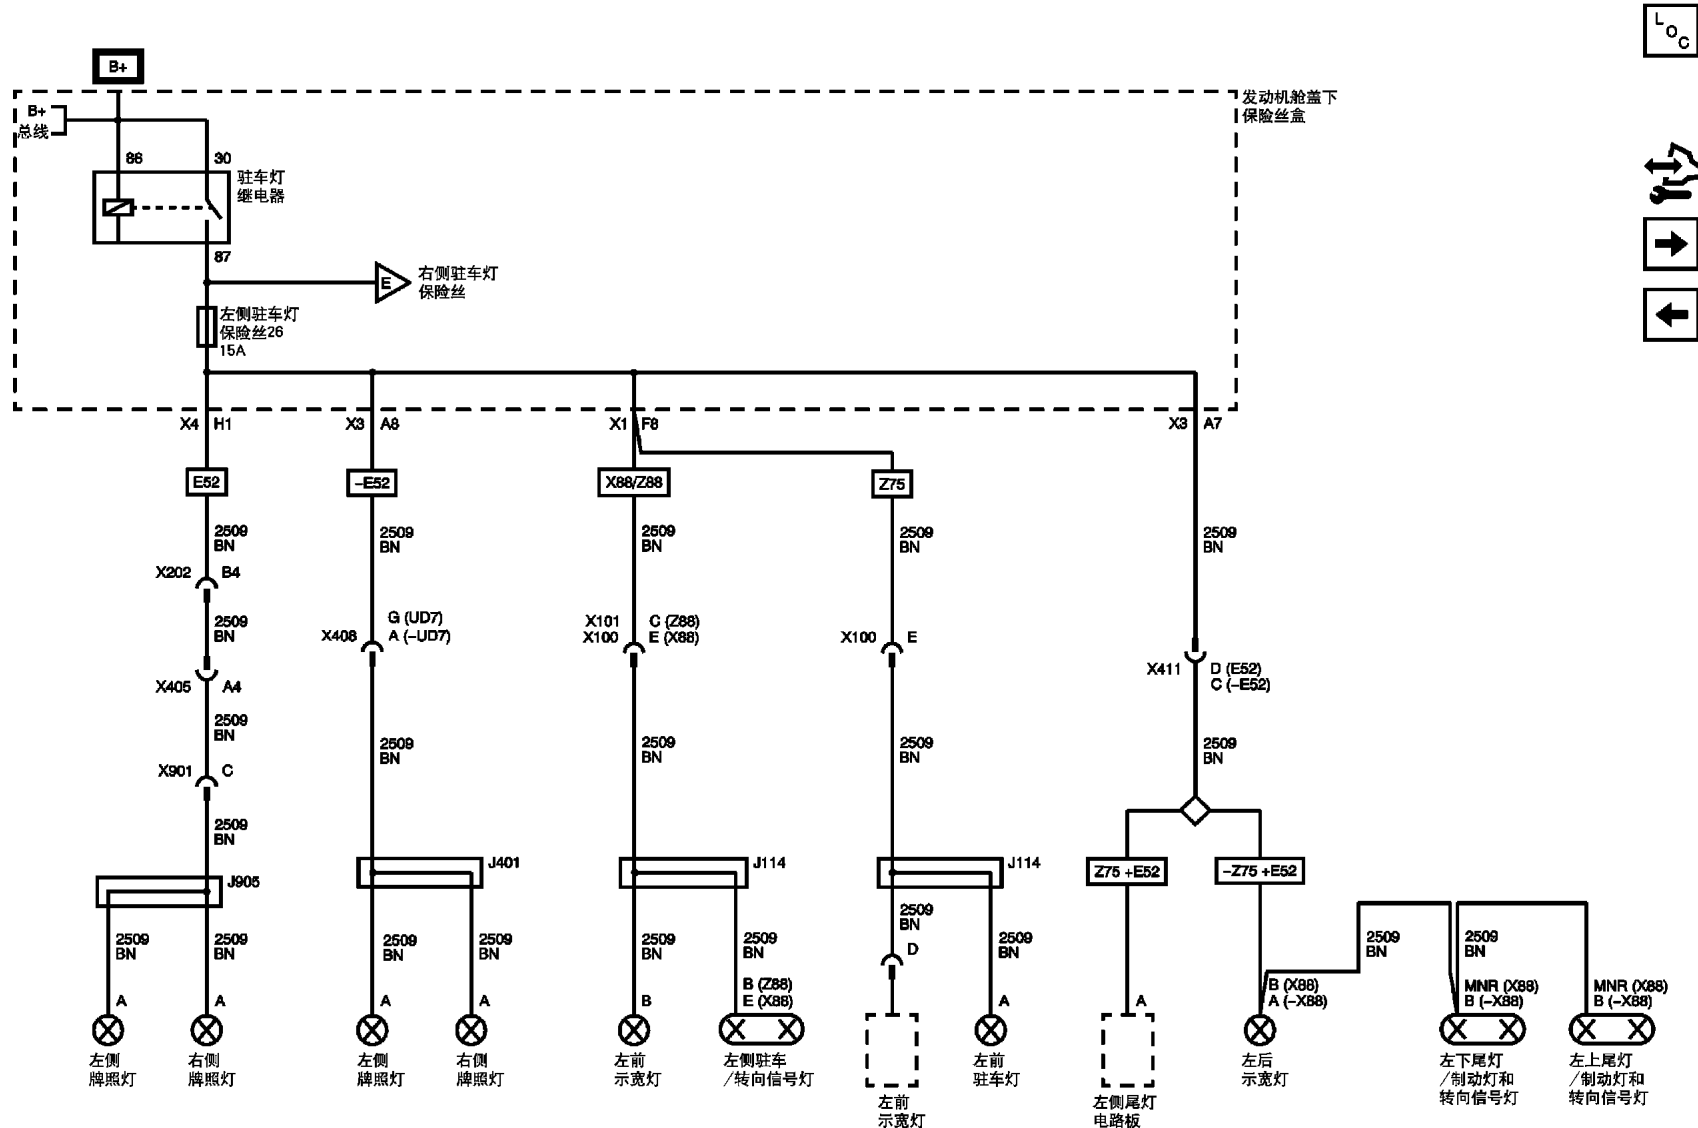 L
O
C
B+
B+
总线
发动机舱盖下
保险丝盒
86
30
驻车灯
继电器
87
E
右侧驻车灯
保险丝
左侧驻车灯
保险丝26
15A
X4 H1
X3 A8
X1 F8
X3 A7
E52
–E52
X88/Z88
Z75
2509
BN
2509
BN
2509
BN
2509
BN
2509
BN
X202 B4
2509
BN
G (UD7)
X408 A (–UD7)
X101 C (Z88)
X100 E (X88)
X100 E
X411 D (E52)
C (–E52)
X405 A4
2509
BN
2509
BN
2509
BN
2509
BN
2509
BN
X901 C
2509
BN
J905
J401
J114
J114
Z75 +E52
–Z75 +E52
2509
BN
2509
BN
2509
BN
2509
BN
2509
BN
2509
BN
2509
BN
D
2509
BN
2509
BN
2509
BN
A
A
A
A
B
B (Z88)
E (X88)
A
A
B (X88)
A (–X88)
MNR (X88)
B (–X88)
MNR (X88)
B (–X88)
左侧
牌照灯
右侧
牌照灯
左侧
牌照灯
右侧
牌照灯
左前
示宽灯
左侧驻车
/转向信号灯
左前
示宽灯
左前
驻车灯
左侧尾灯
电路板
左后
示宽灯
左下尾灯
/制动灯和
转向信号灯
左上尾灯
/制动灯和
转向信号灯